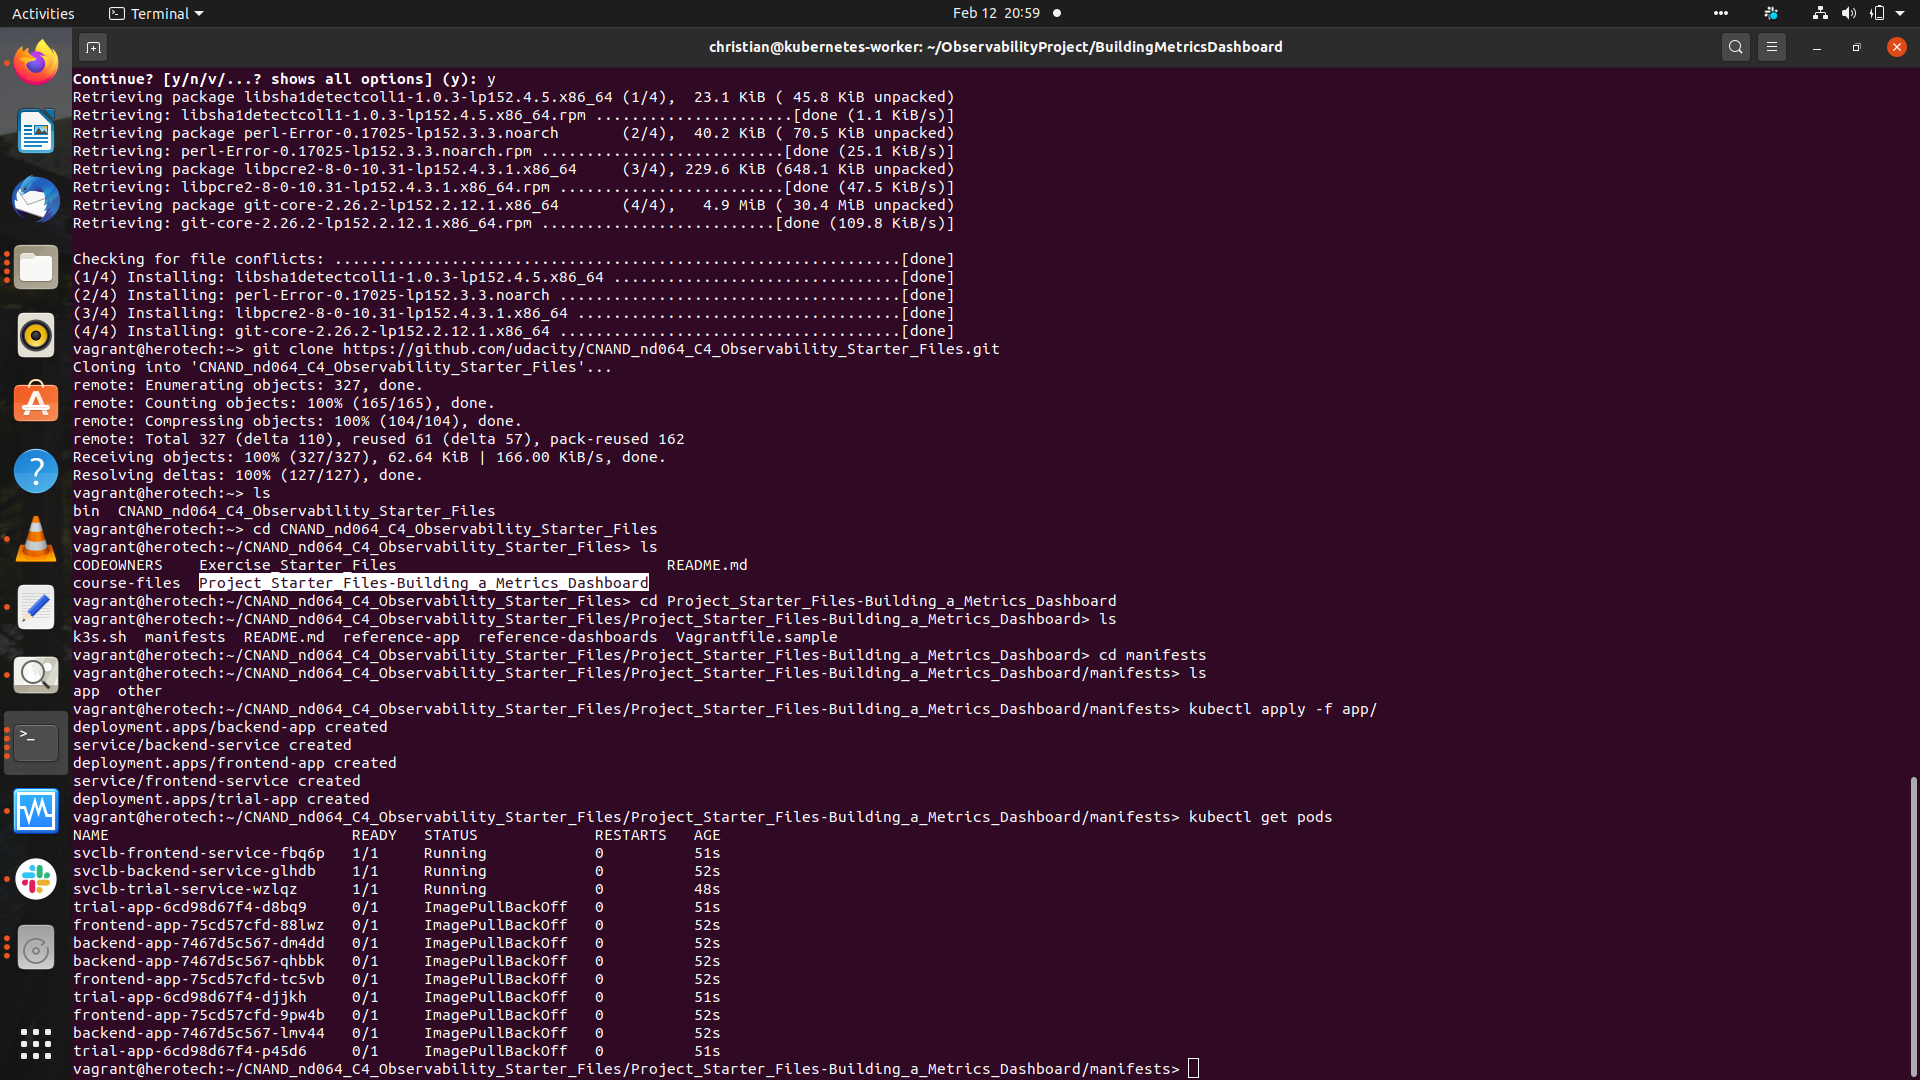 Activities
Terminal
Feb 12 20:59
christian@kubernetes-worker: ~/ObservabilityProject/BuildingMetricsDashboard
Continue? [y/n/v/...? shows all options] (y): y
Retrieving package libsha1detectcoll1-1.0.3-lp152.4.5.x86_64 (1/4),  23.1 KiB ( 45.8 KiB unpacked)
Retrieving: libsha1detectcoll1-1.0.3-lp152.4.5.x86_64.rpm ......................[done (1.1 KiB/s)]
Retrieving package perl-Error-0.17025-lp152.3.3.noarch       (2/4),  40.2 KiB ( 70.5 KiB unpacked)
Retrieving: perl-Error-0.17025-lp152.3.3.noarch.rpm ...........................[done (25.1 KiB/s)]
Retrieving package libpcre2-8-0-10.31-lp152.4.3.1.x86_64     (3/4), 229.6 KiB (648.1 KiB unpacked)
Retrieving: libpcre2-8-0-10.31-lp152.4.3.1.x86_64.rpm .........................[done (47.5 KiB/s)]
Retrieving package git-core-2.26.2-lp152.2.12.1.x86_64       (4/4),   4.9 MiB ( 30.4 MiB unpacked)
Retrieving: git-core-2.26.2-lp152.2.12.1.x86_64.rpm ..........................[done (109.8 KiB/s)]
Checking for file conflicts: ...............................................................[done]
(1/4) Installing: libsha1detectcoll1-1.0.3-lp152.4.5.x86_64 ................................[done]
(2/4) Installing: perl-Error-0.17025-lp152.3.3.noarch ......................................[done]
(3/4) Installing: libpcre2-8-0-10.31-lp152.4.3.1.x86_64 ....................................[done]
(4/4) Installing: git-core-2.26.2-lp152.2.12.1.x86_64 ......................................[done]
vagrant@herotech:~> git clone https://github.com/udacity/CNAND_nd064_C4_Observability_Starter_Files.git
Cloning into 'CNAND_nd064_C4_Observability_Starter_Files'...
remote: Enumerating objects: 327, done.
remote: Counting objects: 100% (165/165), done.
remote: Compressing objects: 100% (104/104), done.
remote: Total 327 (delta 110), reused 61 (delta 57), pack-reused 162
Receiving objects: 100% (327/327), 62.64 KiB | 166.00 KiB/s, done.
Resolving deltas: 100% (127/127), done.
vagrant@herotech:~> ls
bin  CNAND_nd064_C4_Observability_Starter_Files
vagrant@herotech:~> cd CNAND_nd064_C4_Observability_Starter_Files
vagrant@herotech:~/CNAND_nd064_C4_Observability_Starter_Files> ls
CODEOWNERS    Exercise_Starter_Files                              README.md
course-files  Project_Starter_Files-Building_a_Metrics_Dashboard
vagrant@herotech:~/CNAND_nd064_C4_Observability_Starter_Files> cd Project_Starter_Files-Building_a_Metrics_Dashboard
vagrant@herotech:~/CNAND_nd064_C4_Observability_Starter_Files/Project_Starter_Files-Building_a_Metrics_Dashboard> ls
k3s.sh  manifests  README.md  reference-app  reference-dashboards  Vagrantfile.sample
vagrant@herotech:~/CNAND_nd064_C4_Observability_Starter_Files/Project_Starter_Files-Building_a_Metrics_Dashboard> cd manifests
vagrant@herotech:~/CNAND_nd064_C4_Observability_Starter_Files/Project_Starter_Files-Building_a_Metrics_Dashboard/manifests> ls
app  other
vagrant@herotech:~/CNAND_nd064_C4_Observability_Starter_Files/Project_Starter_Files-Building_a_Metrics_Dashboard/manifests> kubectl apply -f app/
deployment.apps/backend-app created
service/backend-service created
deployment.apps/frontend-app created
service/frontend-service created
deployment.apps/trial-app created
vagrant@herotech:~/CNAND_nd064_C4_Observability_Starter_Files/Project_Starter_Files-Building_a_Metrics_Dashboard/manifests> kubectl get pods
NAME                           READY   STATUS             RESTARTS   AGE
svclb-frontend-service-fbq6p   1/1     Running            0          51s
svclb-backend-service-glhdb    1/1     Running            0          52s
svclb-trial-service-wzlqz      1/1     Running            0          48s
trial-app-6cd98d67f4-d8bq9     0/1     ImagePullBackOff   0          51s
frontend-app-75cd57cfd-88lwz   0/1     ImagePullBackOff   0          52s
backend-app-7467d5c567-dm4dd   0/1     ImagePullBackOff   0          52s
backend-app-7467d5c567-qhbbk   0/1     ImagePullBackOff   0          52s
frontend-app-75cd57cfd-tc5vb   0/1     ImagePullBackOff   0          52s
trial-app-6cd98d67f4-djjkh     0/1     ImagePullBackOff   0          51s
frontend-app-75cd57cfd-9pw4b   0/1     ImagePullBackOff   0          52s
backend-app-7467d5c567-lmv44   0/1     ImagePullBackOff   0          52s
trial-app-6cd98d67f4-p45d6     0/1     ImagePullBackOff   0          51s
vagrant@herotech:~/CNAND_nd064_C4_Observability_Starter_Files/Project_Starter_Files-Building_a_Metrics_Dashboard/manifests>